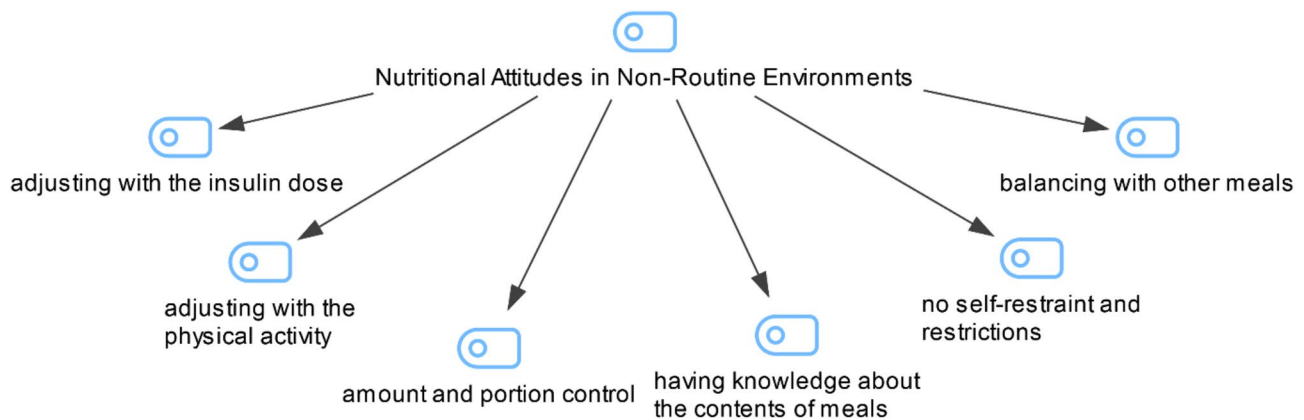 Nutritional Attitudes in Non-Routine Environments
adjusting with the insulin dose
balancing with other meals
adjusting with the
physical activity
no self-restraint and
restrictions
amount and portion control
having knowledge about
the contents of meals